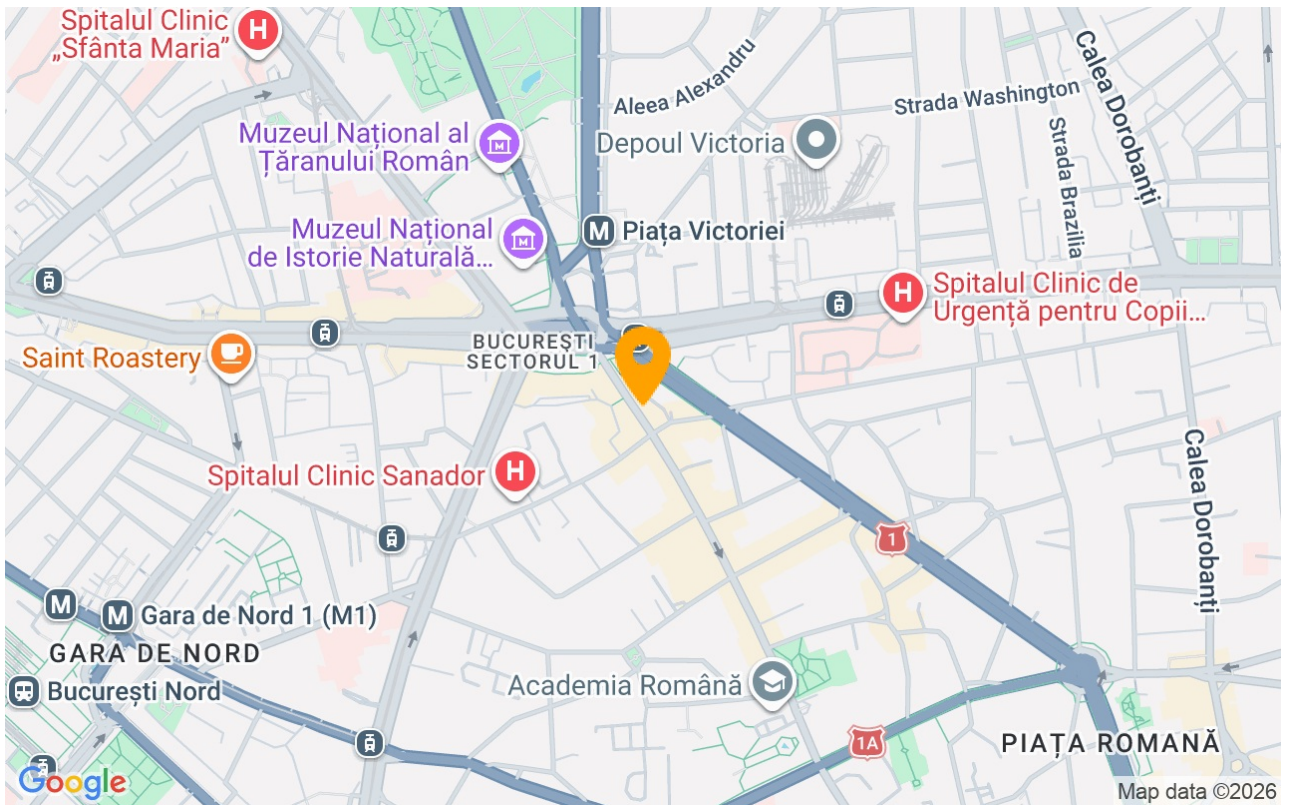 Spitalul Clinic
„Sfânta Maria”
H
Calea Dorobanți
Aleea Alexandru
Strada Washington
Muzeul Național al
Țăranului Român
M
Depoul Victoria
Strada Brazilia
Muzeul Național
de Istorie Naturală...
M
M Piața Victoriei
H
Spitalul Clinic de
Urgență pentru Copii...
BUCUREȘTI
SECTORUL 1
Saint Roastery
Spitalul Clinic Sanador
H
Calea Dorobanți
1
M
M Gara de Nord 1 (M1)
GARA DE NORD
București Nord
Academia Română
1A
PIAȚA ROMANĂ
Google
Map data ©2026